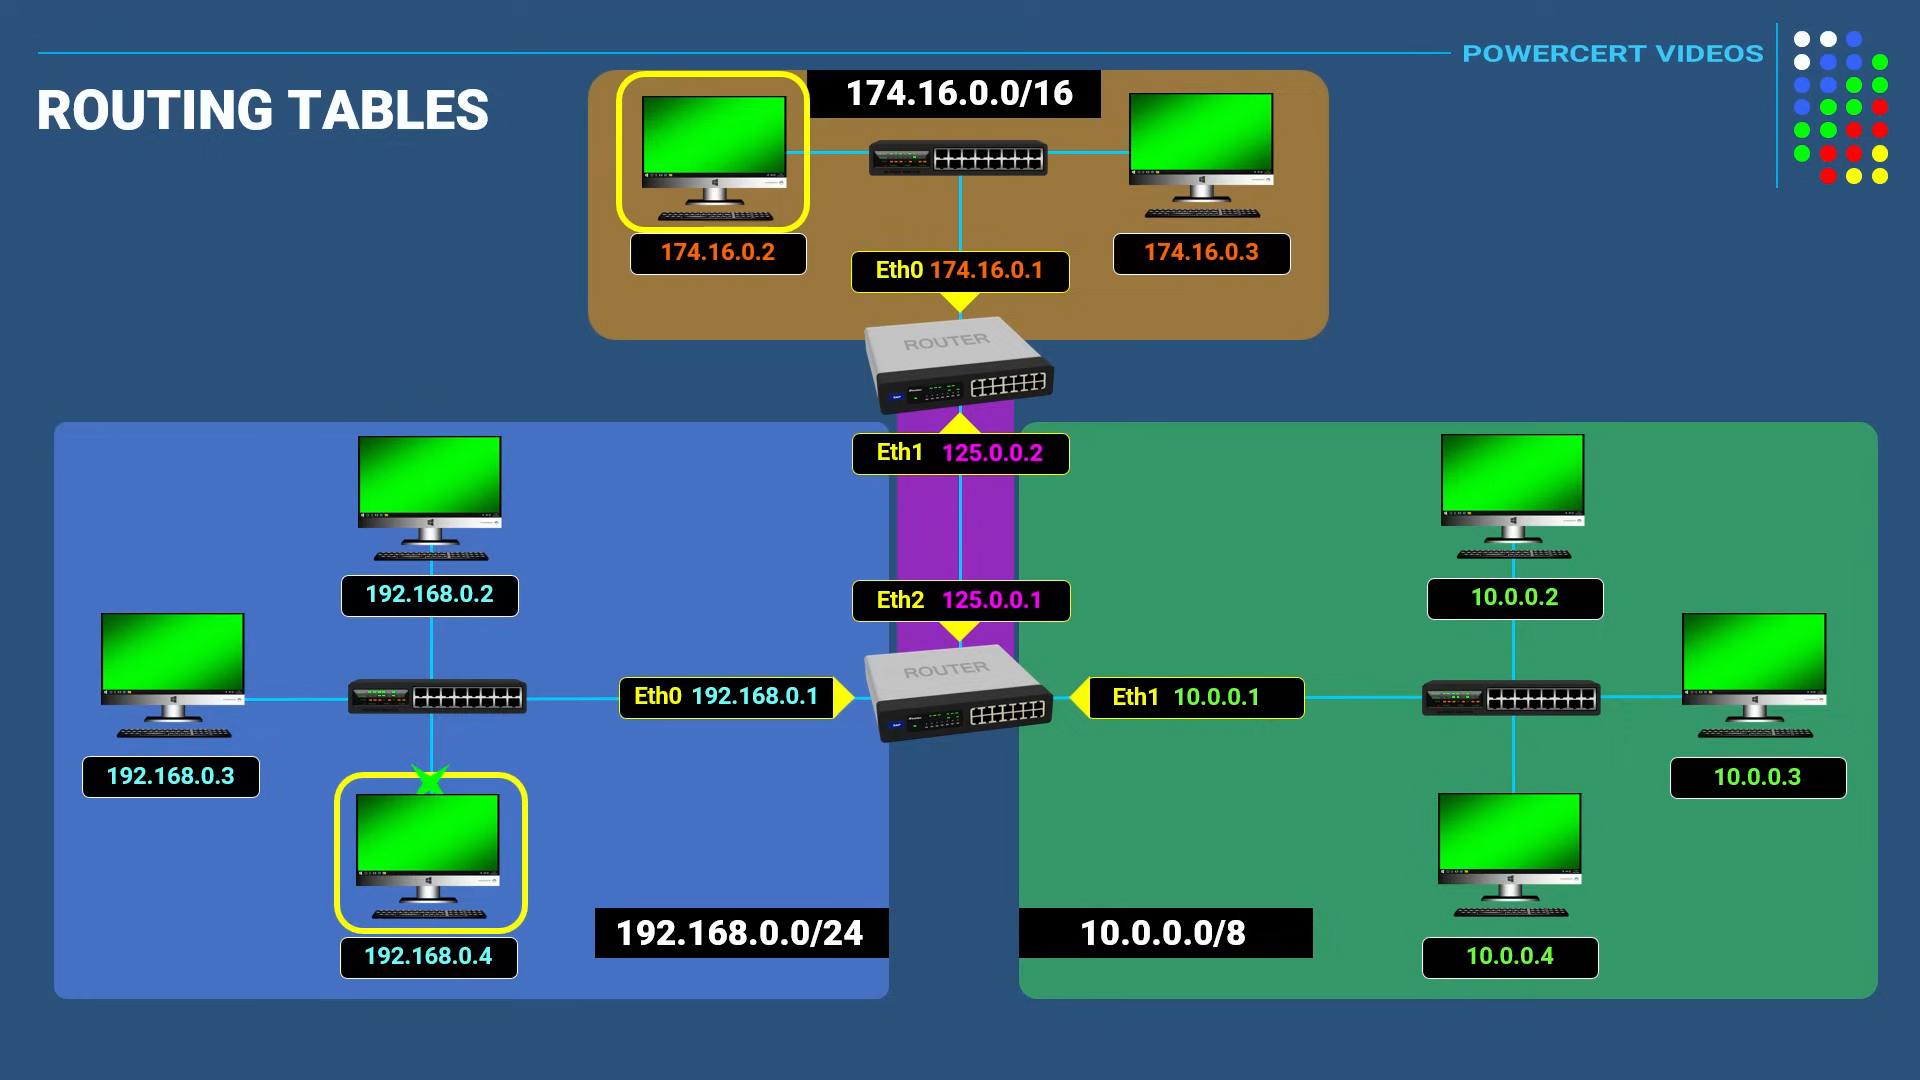 POWERCERT VIDEOS
ROUTING TABLES
174.16.0.0/16
174.16.0.2
174.16.0.3
Eth0 174.16.0.1
ROUTER
Eth1 125.0.0.2
192.168.0.2
10.0.0.2
Eth2 125.0.0.1
ROUTER
Eth0 192.168.0.1
Eth1 10.0.0.1
192.168.0.3
10.0.0.3
192.168.0.0/24
10.0.0.0/8
192.168.0.4
10.0.0.4